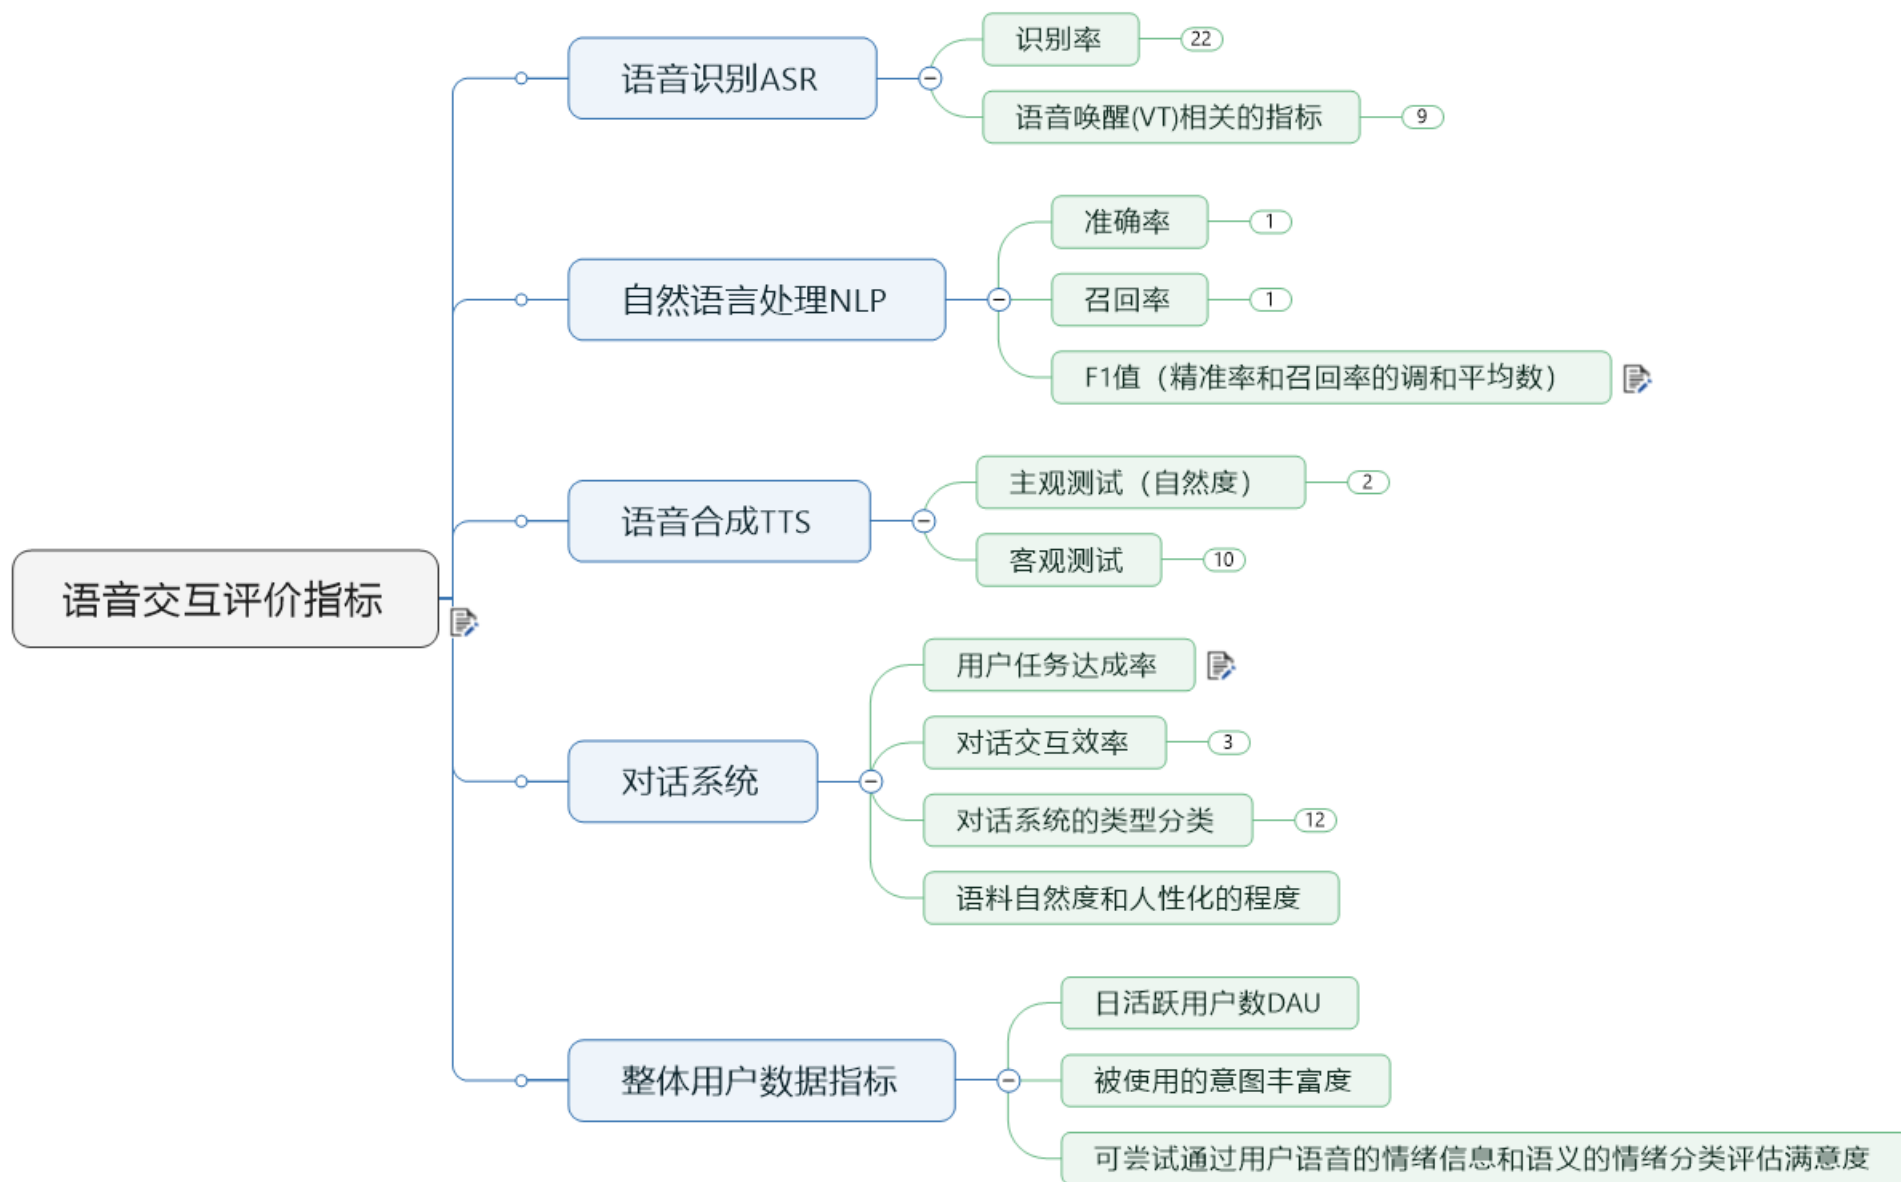 语音识别ASR
识别率
22
语音唤醒(VT)相关的指标
9
自然语言处理NLP
准确率
1
召回率
1
F1值（精准率和召回率的调和平均数）
语音合成TTS
主观测试（自然度）
2
客观测试
10
语音交互评价指标
对话系统
用户任务达成率
对话交互效率
3
对话系统的类型分类
12
语料自然度和人性化的程度
整体用户数据指标
日活跃用户数DAU
被使用的意图丰富度
可尝试通过用户语音的情绪信息和语义的情绪分类评估满意度